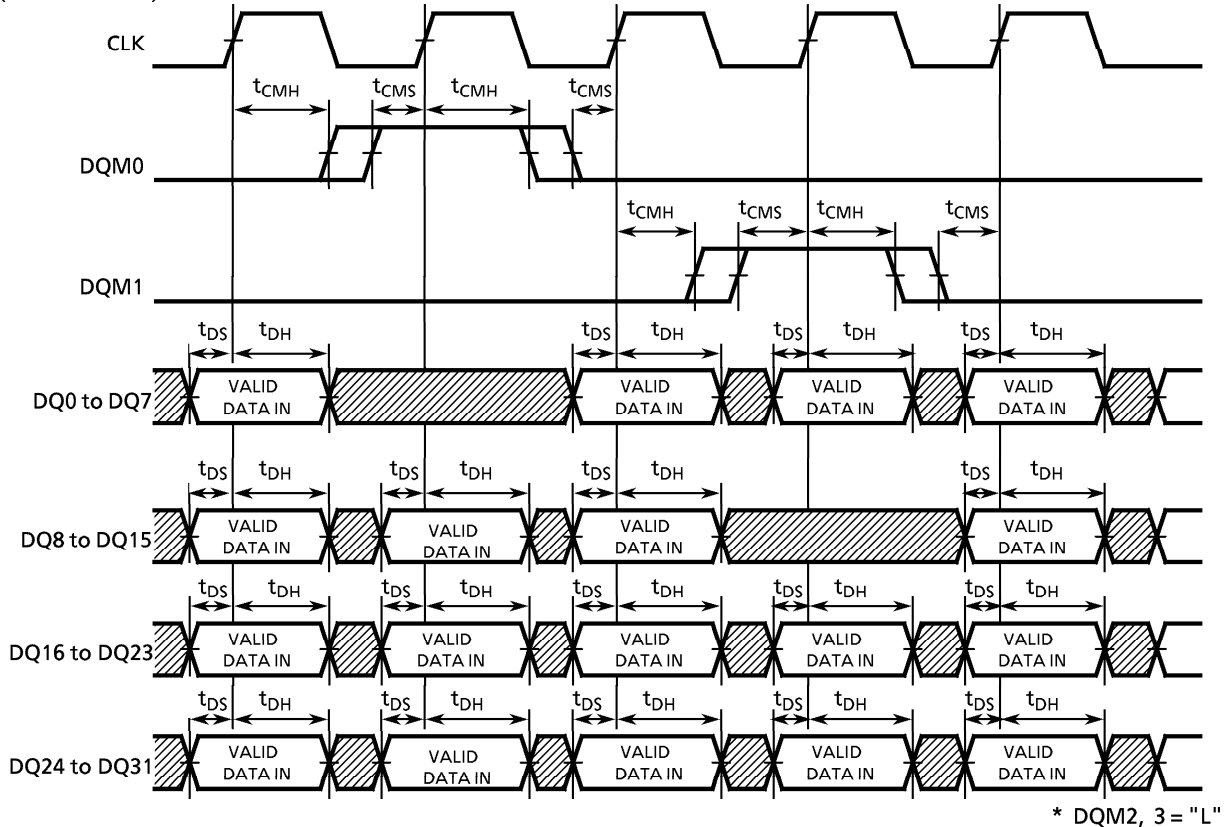 CLK
tCMH tCMS tCMH tCMS
DQM0
tCMH tCMS tCMH tCMS
DQM1
tDS tDH tDS tDH tDS tDH tDS tDH
DQ0 to DQ7
VALID DATA IN VALID DATA IN VALID DATA IN VALID DATA IN
tDS tDH tDS tDH tDS tDH tDS tDH
DQ8 to DQ15
VALID DATA IN VALID DATA IN VALID DATA IN VALID DATA IN
tDS tDH tDS tDH tDS tDH tDS tDH tDS tDH
DQ16 to DQ23
VALID DATA IN VALID DATA IN VALID DATA IN VALID DATA IN VALID DATA IN
tDS tDH tDS tDH tDS tDH tDS tDH tDS tDH
DQ24 to DQ31
VALID DATA IN VALID DATA IN VALID DATA IN VALID DATA IN VALID DATA IN
* DQM2, 3 = "L"